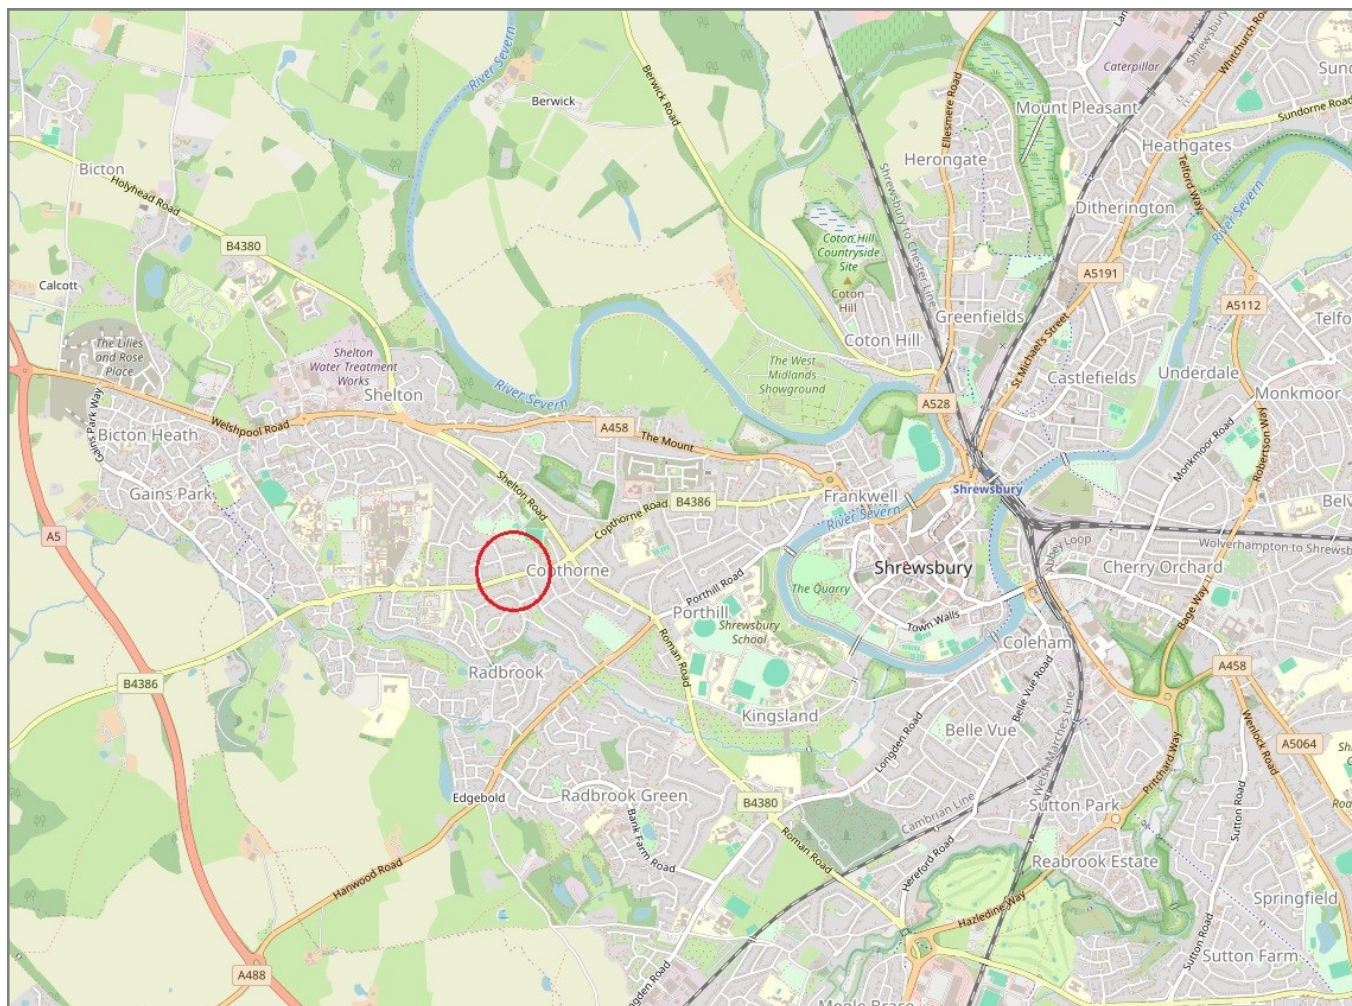 River Severn
Berwick
Berwick Road
Ellesmere Road
Caterpillar
Mount Pleasant
Whitchurch Ro
Sundorne Road
Heathgates
Telford Way
Herongate
Bicton
Holyhead Road
B4380
Calcott
Shrewsbury to Chester Line
Ditherington
River Severn
Coton Hill
Countryside
Site
Coton
Hill
A5191
A5112
Greenfields
Coton Hill
St Michael's Street
Castlefields
Underdale
Monkmoor
The Lilies
and Rose
Place
Shelton
Water Treatment
Works
Shelton
The West
Midlands
Showground
River Severn
A528
Monkmoor Road
Robertson Way
Welshpool Road
Gains Park Way
Bicton Heath
A458
The Mount
Gains Park
Shelton Road
B4386
Copthorne Road
Frankwell
River Severn
Shrewsbury
A5
Copthorne
Porthill Road
The Quarry
Shrewsbury
Abbey Loop
Wolverhampton to Shrewsb
Cherry Orchard
Bage Way
Porthill
Shrewsbury
School
Town Walls
Coleham
Roman Road
Radbrook
B4386
A458
Kingsland
Longden Road
Belle Vue
Belle Vue Road
Welsh Marches Line
Pritchard Way
Wenlock Road
A5064
Edgebold
Radbrook Green
Bank Farm Road
B4380
Cambrian Line
Sutton Park
Sutton Road
Roman Road
Hereford Road
Reabrook Estate
Hanwood Road
Hazledine Way
Springfield
A488
Sutton Road
Sutton Farm
ngden Road
Meole Brace